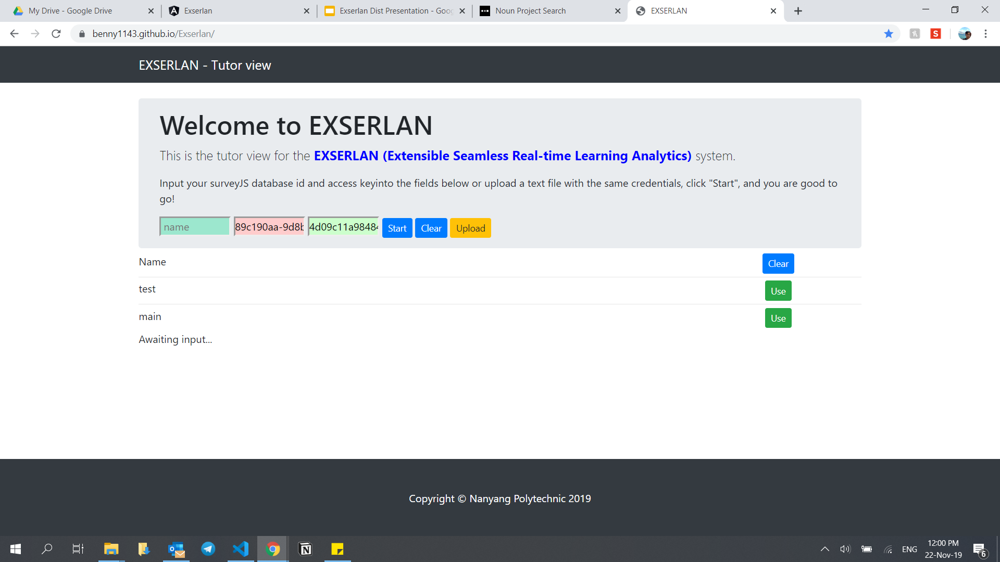 My Drive - Google Drive
Exserlan
Exserlan Dist Presentation - Goog
Noun Project Search
EXSERLAN
benny1143.github.io/Exserlan/
S
EXSERLAN - Tutor view
Welcome to EXSERLAN
This is the tutor view for the EXSERLAN (Extensible Seamless Real-time Learning Analytics) system.
Input your surveyJS database id and access keyinto the fields below or upload a text file with the same credentials, click "Start", and you are good to
go!
name 89c190aa-9d8b 4d09c11a98484 Start Clear Upload
Name Clear
test Use
main Use
Awaiting input...
Copyright © Nanyang Polytechnic 2019
ENG
12:00 PM
22-Nov-19
6